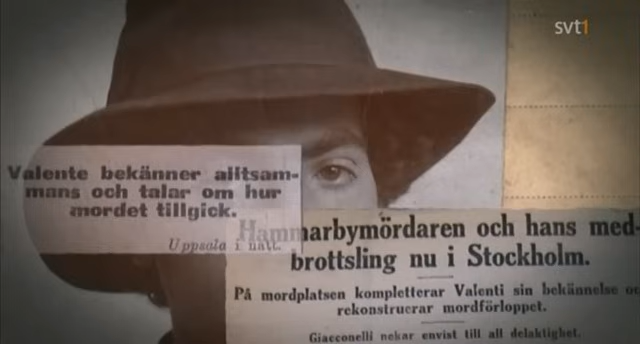 svt1
Valente bekänner alltsam-
mans och talar om hur
mordet tillgick.
Uppsala i natt.
Hammarbymördaren och hans med-
brottsling nu i Stockholm.
På mordplatsen kompletterar Valenti sin bekännelse oc
rekonstruerar mordförloppet.
Giacconelli nekar envist till all delaktighet.